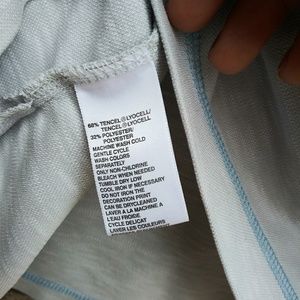 68% TENCEL®LYOCELL/
TENCEL®LYOCELL
32% POLYESTER/
POLYESTER
MACHINE WASH COLD
GENTLE CYCLE
WASH COLORS
SEPARATELY
ONLY NON-CHLORINE
BLEACH WHEN NEEDED
TUMBLE DRY LOW
COOL IRON IF NECESSARY
DO NOT IRON THE
DECORATION PRINT
CAN BE DRYCLEANED
LAVER A LA MACHINE A
L'EAU FROIDE
CYCLE DELICAT
LAVER LES COULEURS